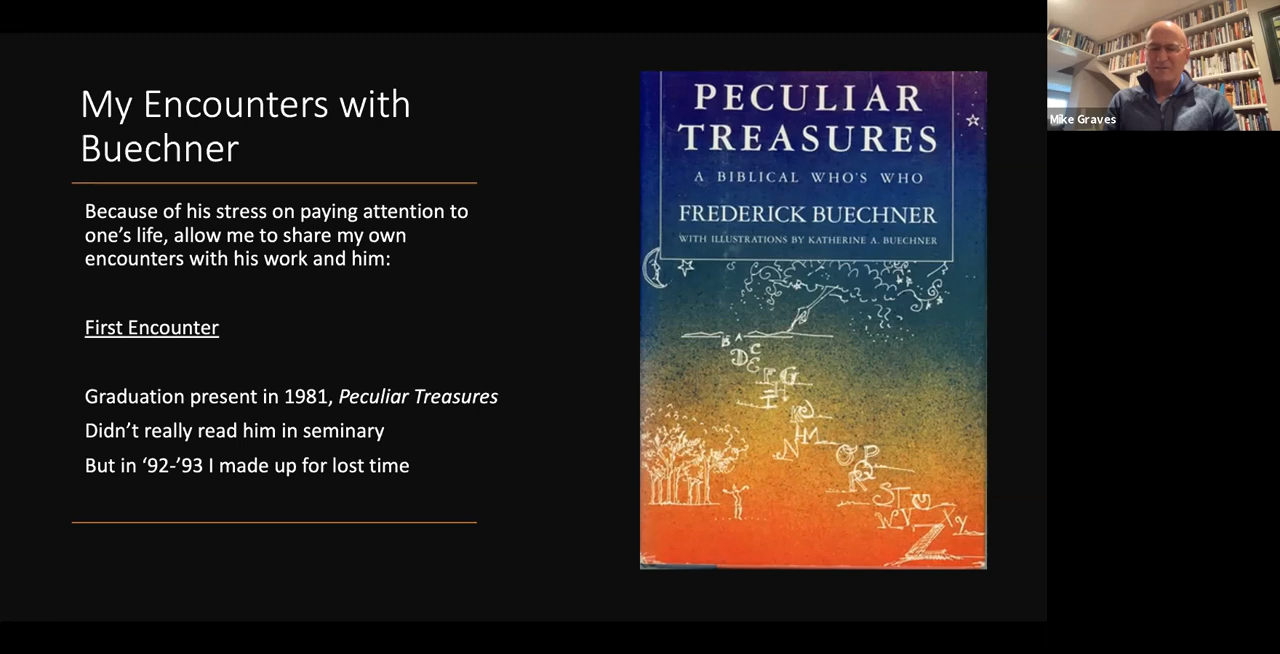 My Encounters with
Buechner
Because of his stress on paying attention to
one’s life, allow me to share my own
encounters with his work and him:
First Encounter
Graduation present in 1981, Peculiar Treasures
Didn’t really read him in seminary
But in ‘92-’93 I made up for lost time
PECULIAR
TREASURES
A BIBLICAL WHO'S WHO
FREDERICK BUECHNER
WITH ILLUSTRATIONS BY KATHERINE A. BUECHNER
B A
D C
E
F G
H
I
J
N M
O P
R Q
S T U
W V X y
Z
Mike Graves